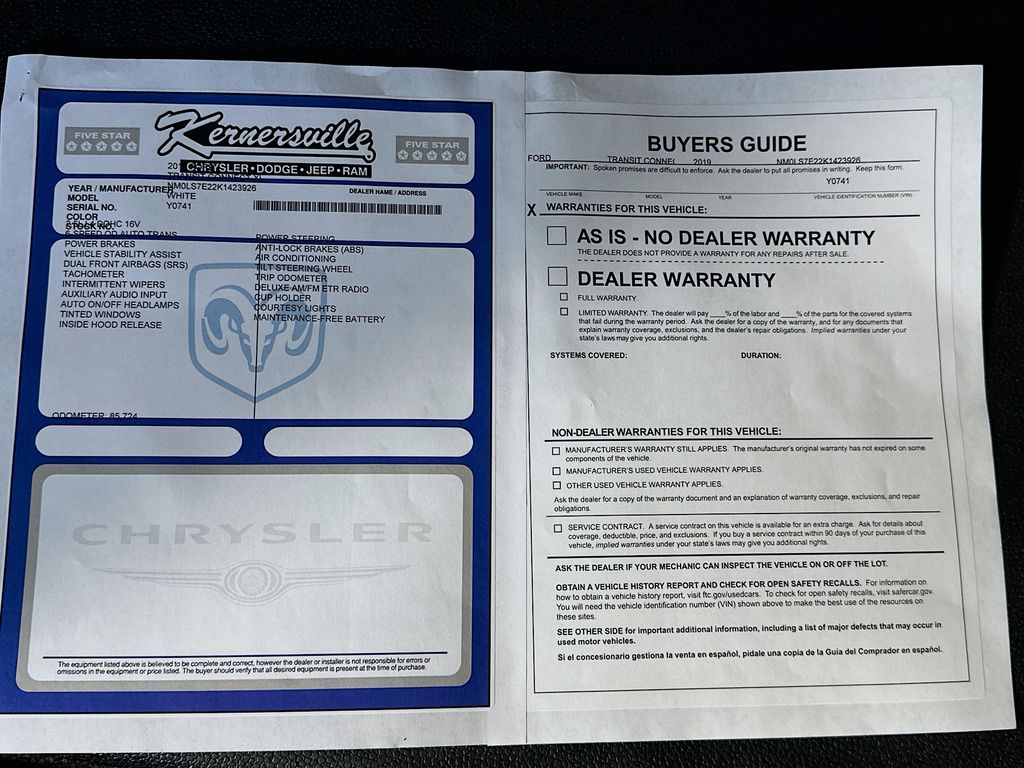 FIVE STAR
Kernersville
FIVE STAR
CHRYSLER • DODGE • JEEP • RAM
YEAR / MANUFACTURER
MODEL
SERIAL NO.
COLOR
STOCK NO.
NM0LS7E22K1423926
WHITE
Y0741
DEALER NAME / ADDRESS
6 SPEED OD AUTO TRANS
POWER BRAKES
VEHICLE STABILITY ASSIST
DUAL FRONT AIRBAGS (SRS)
TACHOMETER
INTERMITTENT WIPERS
AUXILIARY AUDIO INPUT
AUTO ON/OFF HEADLAMPS
TINTED WINDOWS
INSIDE HOOD RELEASE
POWER STEERING
ANTI-LOCK BRAKES (ABS)
AIR CONDITIONING
TILT STEERING WHEEL
TRIP ODOMETER
DELUXE AM/FM ETR RADIO
CUP HOLDER
COURTESY LIGHTS
MAINTENANCE-FREE BATTERY
ODOMETER: 85,724
CHRYSLER
The equipment listed above is believed to be complete and correct, however the dealer or installer is not responsible for errors or
omissions in the equipment or price listed. The buyer should verify that all desired equipment is present at the time of purchase.
BUYERS GUIDE
FORD TRANSIT CONNEC 2019 NM0LS7E22K1423926
IMPORTANT: Spoken promises are difficult to enforce. Ask the dealer to put all promises in writing. Keep this form.
Y0741
VEHICLE MAKE MODEL YEAR VEHICLE IDENTIFICATION NUMBER (VIN)
X WARRANTIES FOR THIS VEHICLE:
AS IS - NO DEALER WARRANTY
THE DEALER DOES NOT PROVIDE A WARRANTY FOR ANY REPAIRS AFTER SALE.
DEALER WARRANTY
FULL WARRANTY.
LIMITED WARRANTY. The dealer will pay ____% of the labor and ____% of the parts for the covered systems
that fail during the warranty period. Ask the dealer for a copy of the warranty, and for any documents that
explain warranty coverage, exclusions, and the dealer's repair obligations. Implied warranties under your
state's laws may give you additional rights.
SYSTEMS COVERED: DURATION:
NON-DEALER WARRANTIES FOR THIS VEHICLE:
MANUFACTURER'S WARRANTY STILL APPLIES. The manufacturer's original warranty has not expired on some
components of the vehicle.
MANUFACTURER'S USED VEHICLE WARRANTY APPLIES.
OTHER USED VEHICLE WARRANTY APPLIES.
Ask the dealer for a copy of the warranty document and an explanation of warranty coverage, exclusions, and repair
obligations.
SERVICE CONTRACT. A service contract on this vehicle is available for an extra charge. Ask for details about
coverage, deductible, price, and exclusions. If you buy a service contract within 90 days of your purchase of this
vehicle, implied warranties under your state's laws may give you additional rights.
ASK THE DEALER IF YOUR MECHANIC CAN INSPECT THE VEHICLE ON OR OFF THE LOT.
OBTAIN A VEHICLE HISTORY REPORT AND CHECK FOR OPEN SAFETY RECALLS. For information on
how to obtain a vehicle history report, visit ftc.gov/usedcars. To check for open safety recalls, visit safercar.gov.
You will need the vehicle identification number (VIN) shown above to make the best use of the resources on
these sites.
SEE OTHER SIDE for important additional information, including a list of major defects that may occur in
used motor vehicles.
Si el concesionario gestiona la venta en español, pídale una copia de la Guía del Comprador en español.